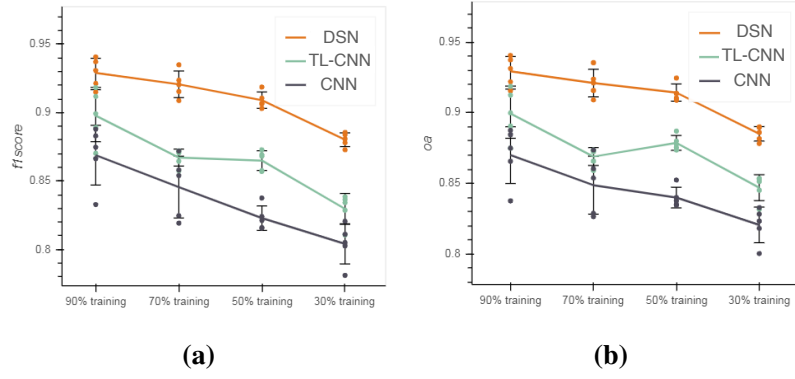 DSN
TL-CNN
CNN
0.95
0.9
0.85
0.8
f1score
90% training 70% training 50% training 30% training
(a)
DSN
TL-CNN
CNN
0.95
0.9
0.85
0.8
oa
90% training 70% training 50% training 30% training
(b)